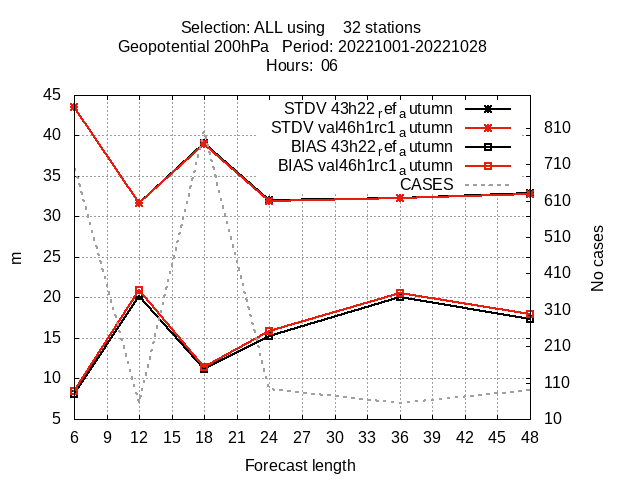 Selection: ALL using    32 stations
Geopotential 200hPa   Period: 20221001-20221028
Hours:  06
STDV 43h22_ref_autumn
STDV val46h1rc1_autumn
BIAS 43h22_ref_autumn
BIAS val46h1rc1_autumn
CASES
45
40
35
30
25
20
15
10
5
m
810
710
610
510
410
310
210
110
10
No cases
6 9 12 15 18 21 24 27 30 33 36 39 42 45 48
Forecast length